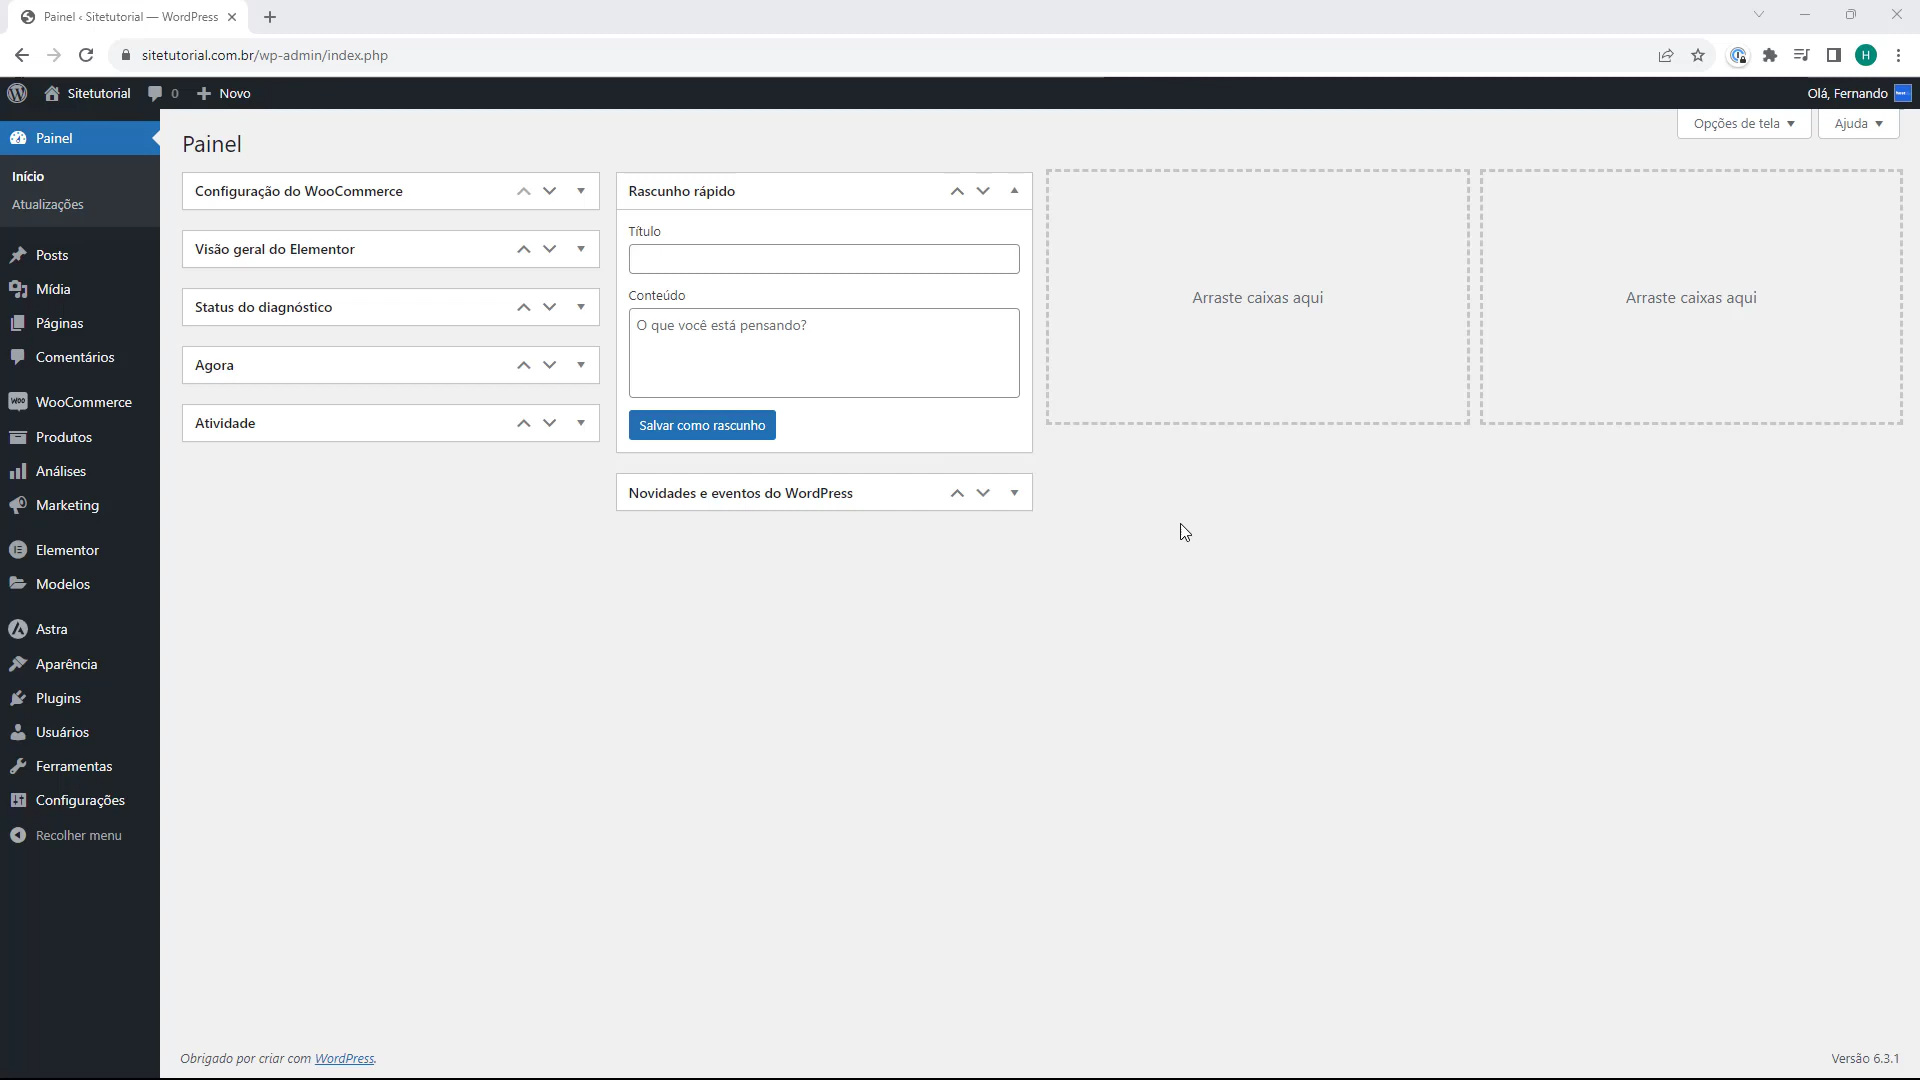 Painel ‹ Sitetutorial — WordPress
sitetutorial.com.br/wp-admin/index.php
H
Sitetutorial
0
Novo
Olá, Fernando
Opções de tela
Ajuda
Painel
Início
Atualizações
Posts
Mídia
Páginas
Comentários
WooCommerce
Produtos
Análises
Marketing
Elementor
Modelos
Astra
Aparência
Plugins
Usuários
Ferramentas
Configurações
Recolher menu
Painel
Configuração do WooCommerce
Visão geral do Elementor
Status do diagnóstico
Agora
Atividade
Rascunho rápido
Título
Conteúdo
O que você está pensando?
Salvar como rascunho
Novidades e eventos do WordPress
Arraste caixas aqui
Arraste caixas aqui
Obrigado por criar com WordPress.
Versão 6.3.1